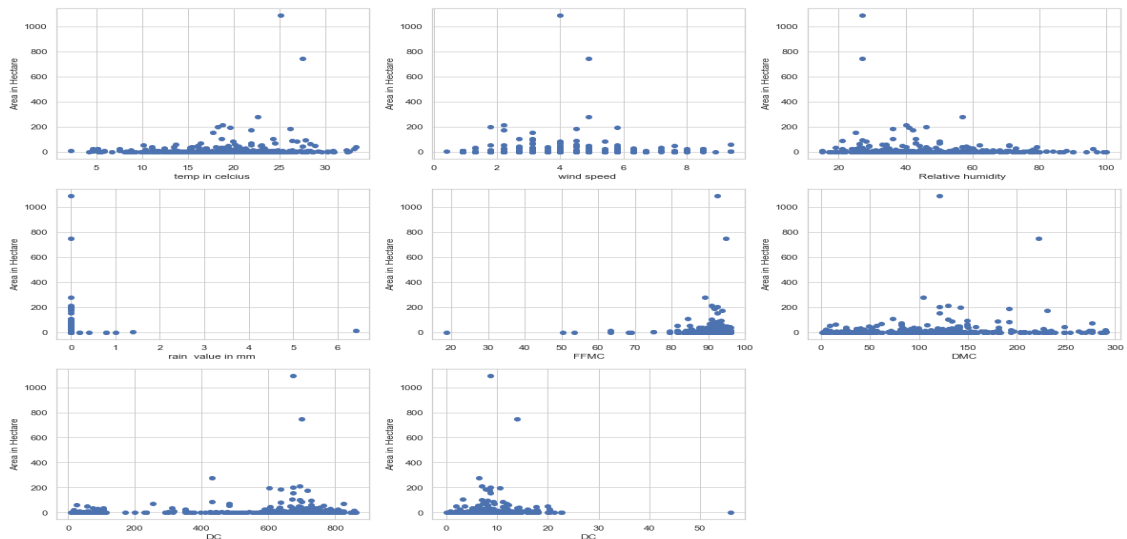 Area in Hectare
1000
800
600
400
200
0
5 10 15 20 25 30
temp in celcius
Area in Hectare
1000
800
600
400
200
0
0 2 4 6 8
wind speed
Area in Hectare
1000
800
600
400
200
0
20 40 60 80 100
Relative humidity
Area in Hectare
1000
800
600
400
200
0
0 1 2 3 4 5 6
rain value in mm
Area in Hectare
1000
800
600
400
200
0
20 30 40 50 60 70 80 90 100
FFMC
Area in Hectare
1000
800
600
400
200
0
0 50 100 150 200 250 300
DMC
Area in Hectare
1000
800
600
400
200
0
0 200 400 600 800
DC
Area in Hectare
1000
800
600
400
200
0
0 10 20 30 40 50
DC